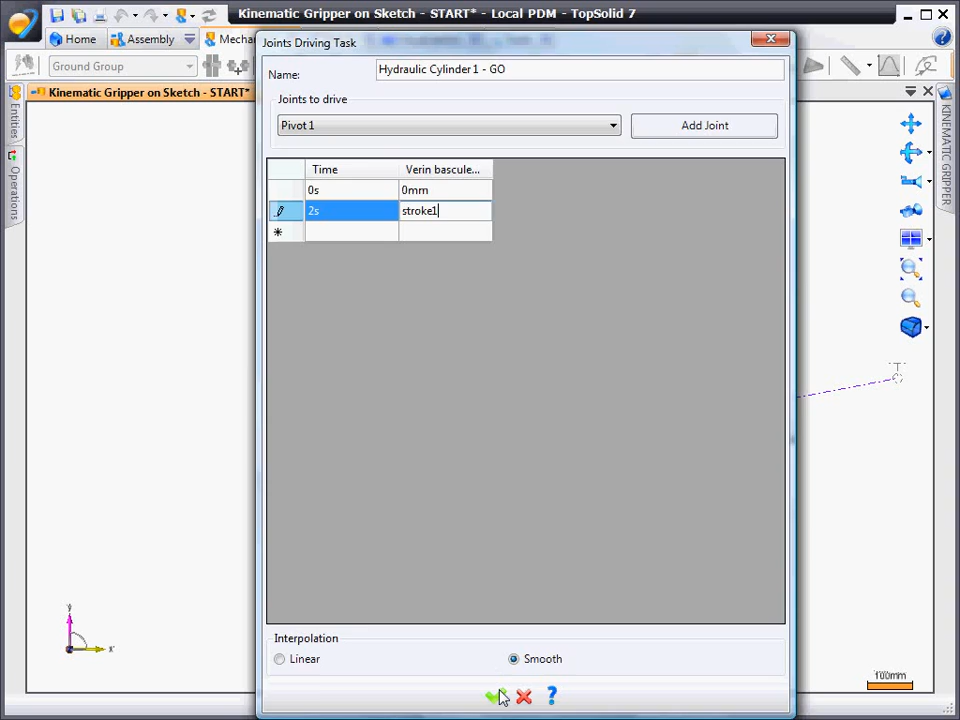 Kinematic Gripper on Sketch - START* - Local PDM - TopSolid 7
Home
Assembly
Mecha
Joints Driving Task
Ground Group
Name:
Hydraulic Cylinder 1 - GO
Kinematic Gripper on Sketch - START*
Joints to drive
Pivot 1
Add Joint
Time
Verin bascule...
0s
0mm
2s
stroke1
Entities
Operations
KINEMATIC GRIPPER
y
x
100mm
Interpolation
Linear
Smooth